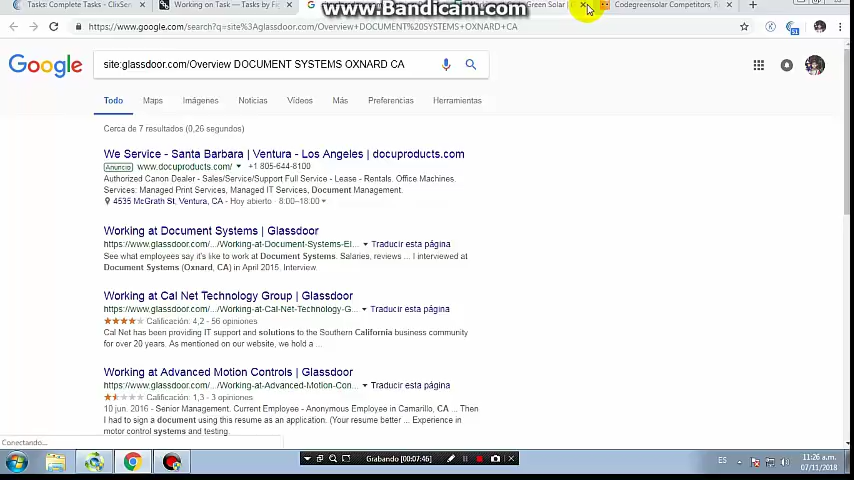 Tasks: Complete Tasks - ClixSer
Working on Task — Tasks by Fig
www.Bandicam.com
Green Solar |
Codegreensolar Competitors, R
https://www.google.com/search?q=site%3Aglassdoor.com/Overview+DOCUMENT%20SYSTEMS+OXNARD+CA
Google
site:glassdoor.com/Overview DOCUMENT SYSTEMS OXNARD CA
Todo
Maps
Imágenes
Noticias
Vídeos
Más
Preferencias
Herramientas
Cerca de 7 resultados (0,26 segundos)
We Service - Santa Barbara | Ventura - Los Angeles | docuproducts.com
Anuncio www.docuproducts.com/ +1 805-644-8100
Authorized Canon Dealer - Sales/Service/Support Full Service - Lease - Rentals. Office Machines.
Services: Managed Print Services, Managed IT Services, Document Management.
4535 McGrath St, Ventura, CA - Hoy abierto · 8:00–18:00
Working at Document Systems | Glassdoor
https://www.glassdoor.com/.../Working-at-Document-Systems-EI... Traducir esta página
See what employees say it's like to work at Document Systems. Salaries, reviews ... I interviewed at
Document Systems (Oxnard, CA) in April 2015. Interview.
Working at Cal Net Technology Group | Glassdoor
https://www.glassdoor.com/.../Working-at-Cal-Net-Technology-G... Traducir esta página
Calificación: 4,2 - 56 opiniones
Cal Net has been providing IT support and solutions to the Southern California business community
for over 20 years. As mentioned on our website, we hold a ...
Working at Advanced Motion Controls | Glassdoor
https://www.glassdoor.com/.../Working-at-Advanced-Motion-Con... Traducir esta página
Calificación: 1,3 - 3 opiniones
10 jun. 2016 - Senior Management. Current Employee - Anonymous Employee in Camarillo, CA ... Then
I had to sign a document using this resume as an application. (Your resume better ... Experience in
motor control systems and testing.
Conectando...
Grabando [00:07:46]
ES
11:26 a.m.
07/11/2018